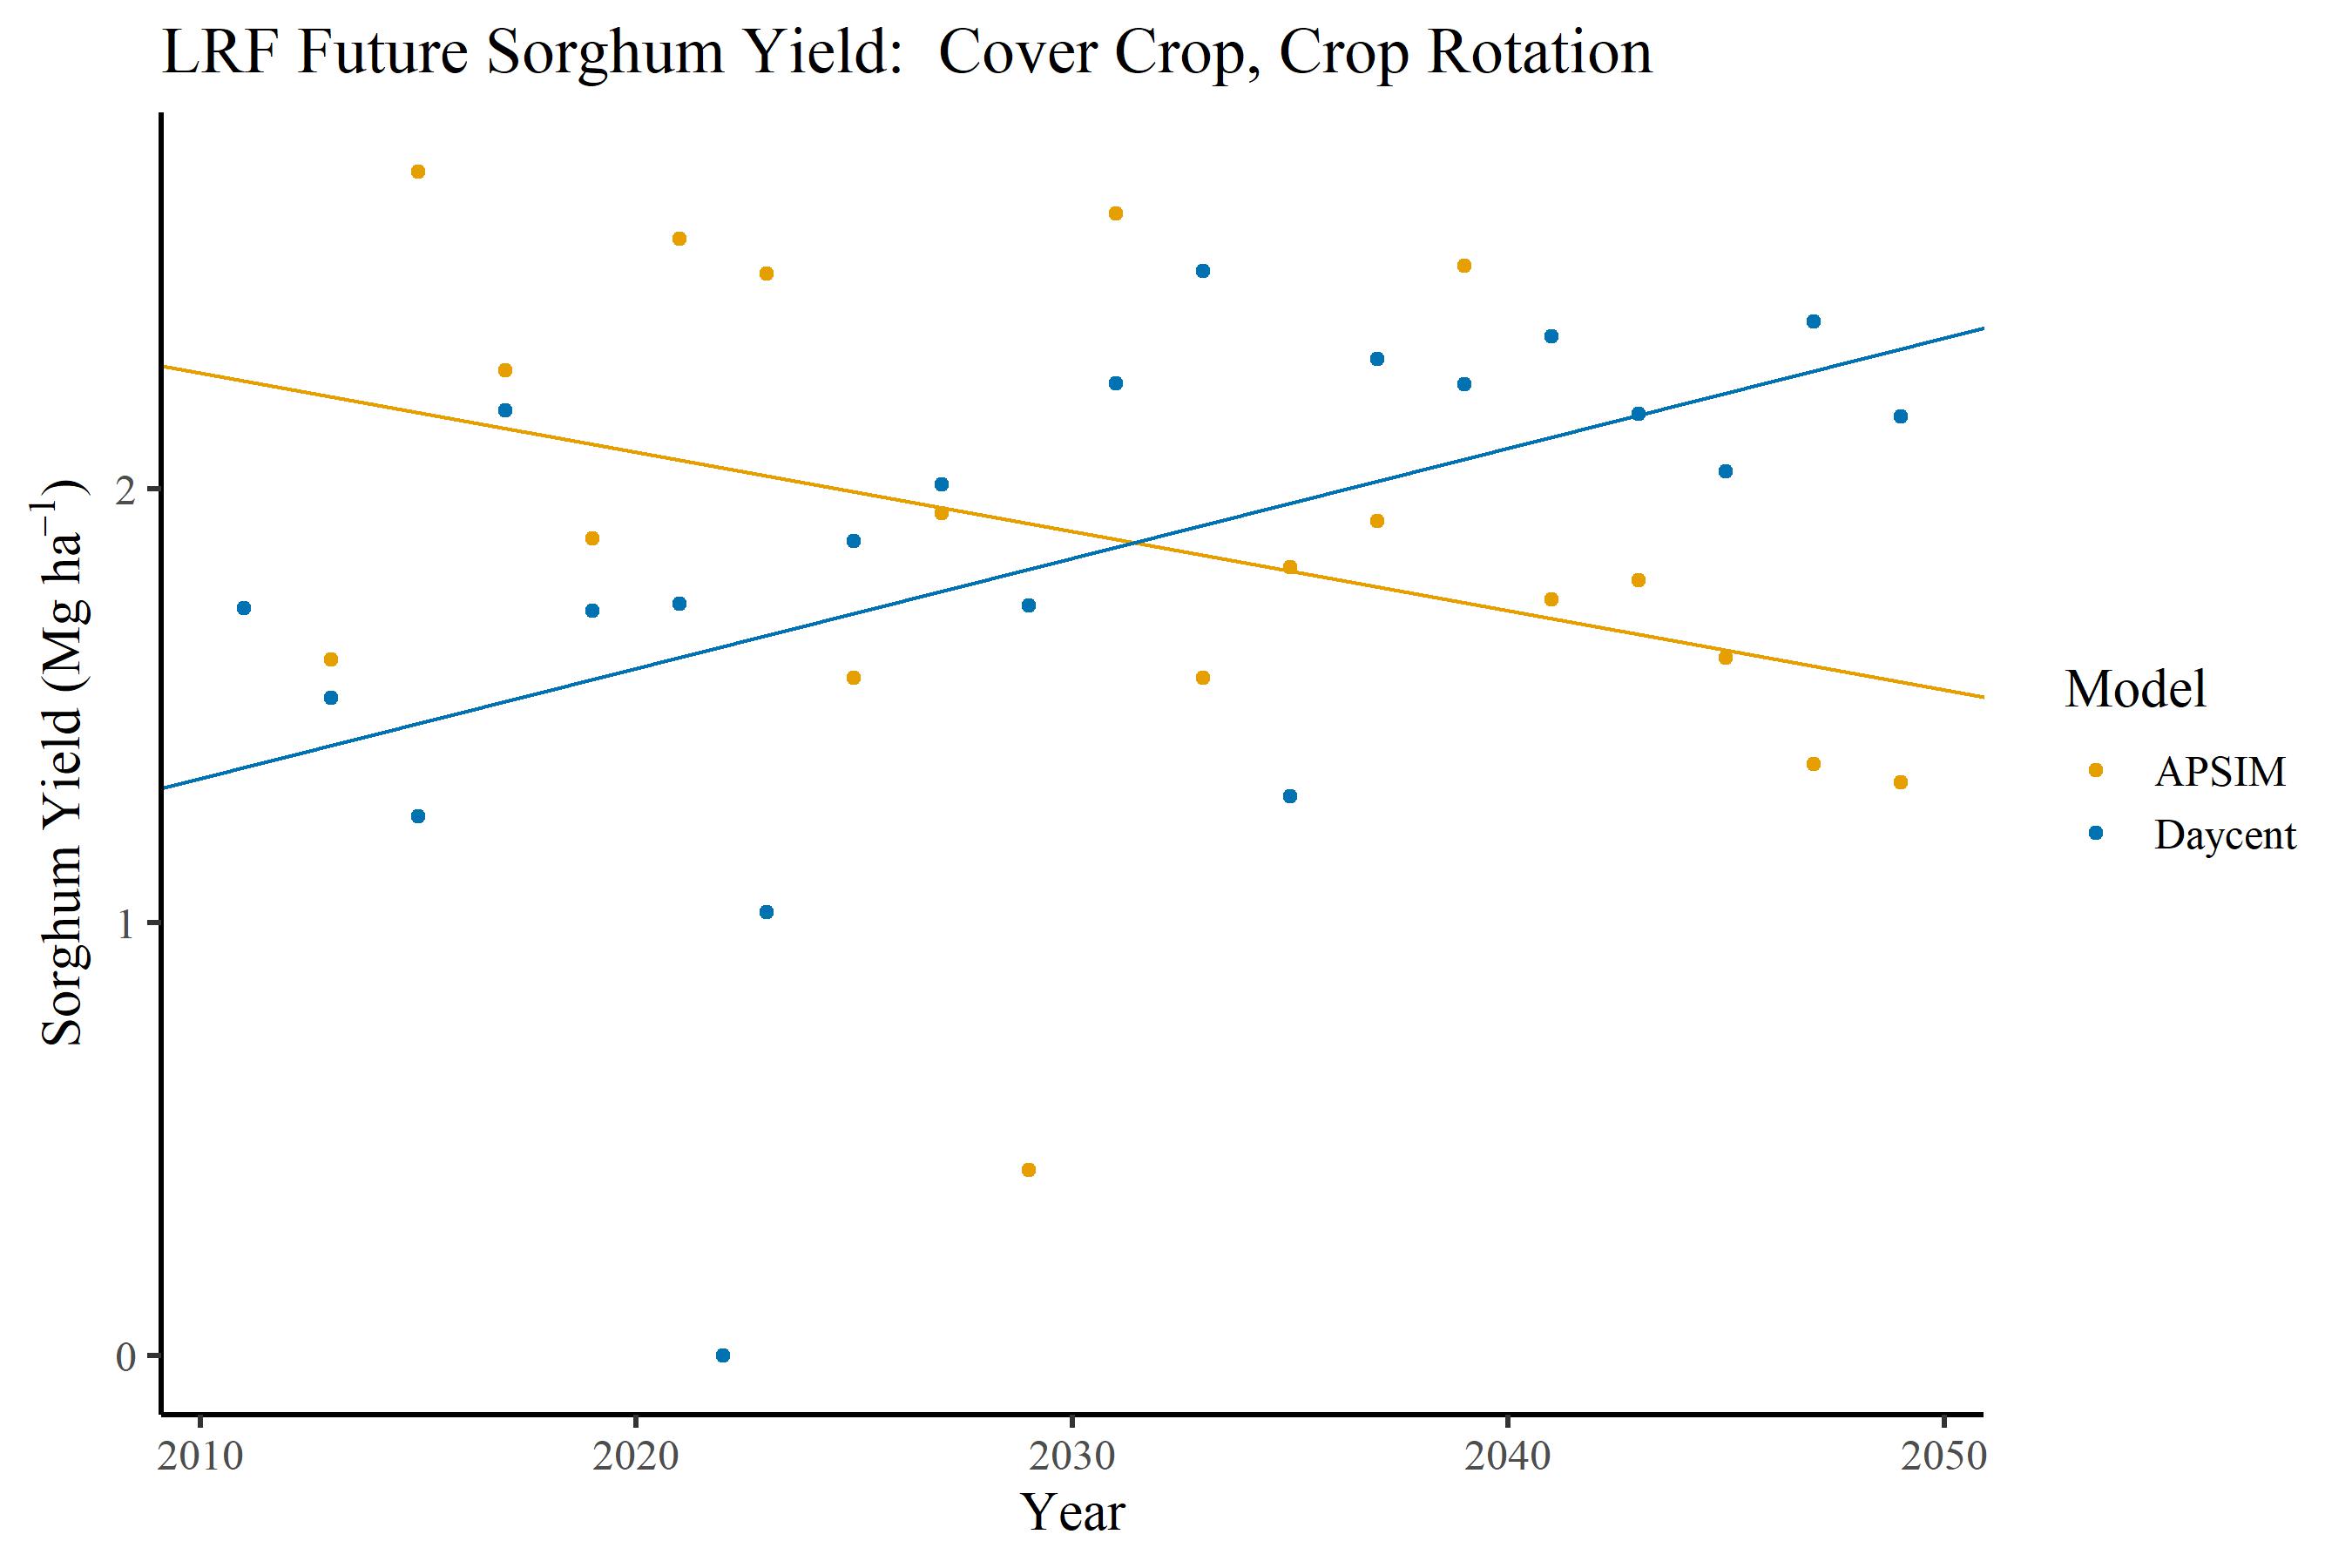 LRF Future Sorghum Yield:  Cover Crop, Crop Rotation
Sorghum Yield (Mg ha⁻¹)
2
1
0
2010
2020
2030
2040
2050
Year
Model
APSIM
Daycent